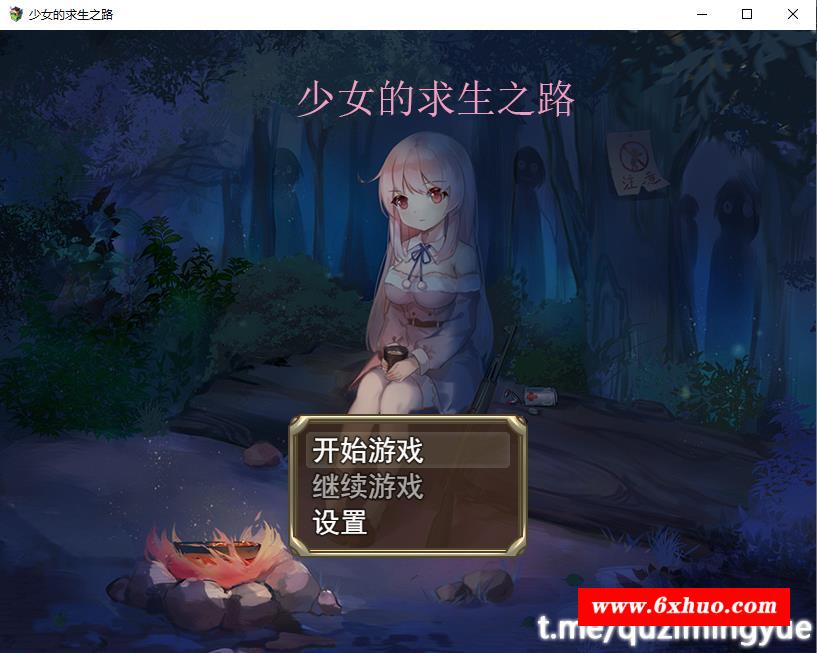 少女的求生之路
少女的求生之路
注意
开始游戏
继续游戏
设置
www.6xhuo.com
t.me/quzimingyue